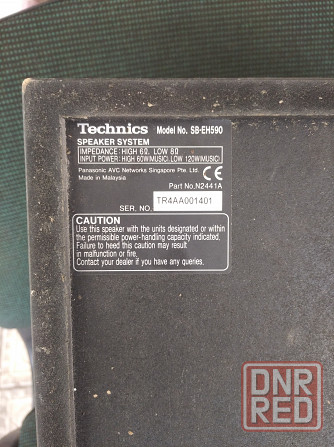 Technics Model No. SB-EH590
SPEAKER SYSTEM
IMPEDANCE: HIGH 6Ω, LOW 8Ω
INPUT POWER: HIGH 60W(MUSIC), LOW 120W(MUSIC)
Panasonic AVC Networks Singapore Pte. Ltd.
Made in Malaysia
CE
Part No.N2441A
SER. NO. TR4AA001401
CAUTION
Use this speaker with the units designated or within
the permissible power-handling capacity indicated.
Failure to heed this caution may result
in malfunction or fire.
Contact your dealer if you have any queries.
DNR
RED